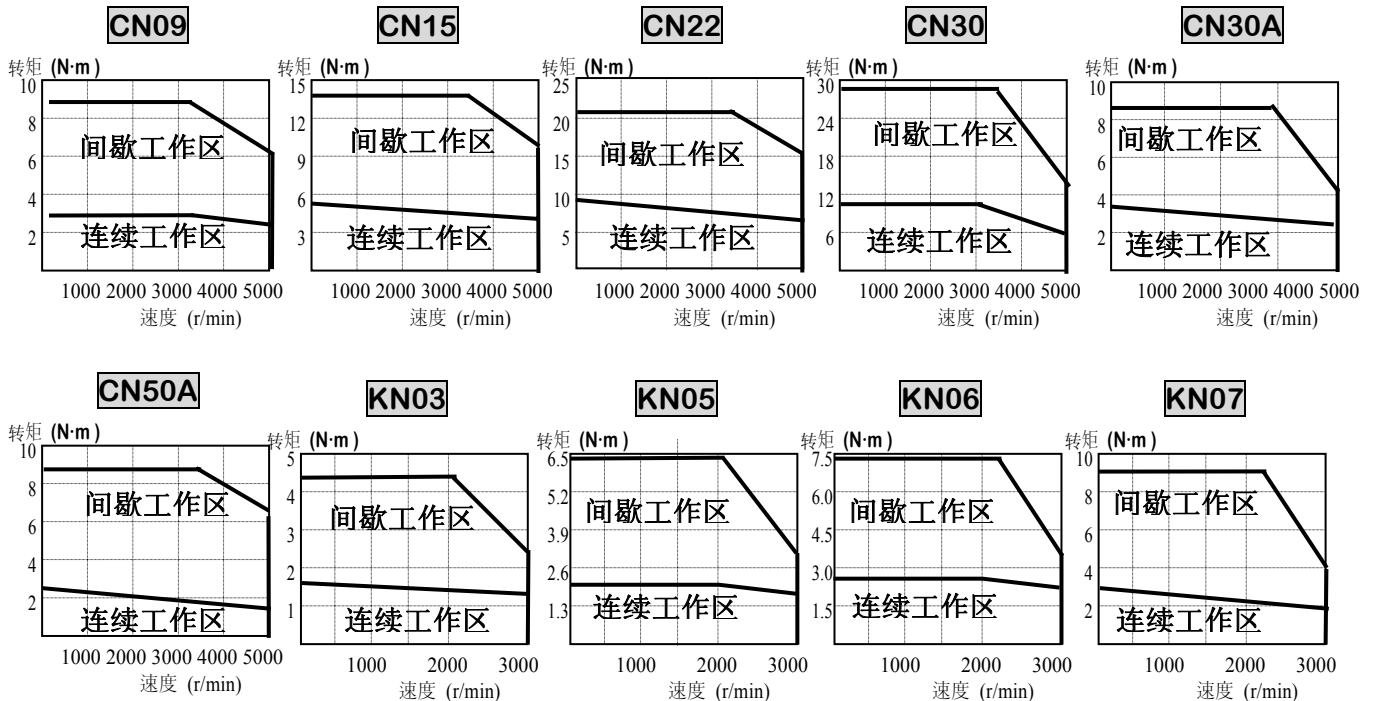 CN09
转矩 (N·m )
10
8
6
4
2
间歇工作区
连续工作区
1000 2000 3000 4000 5000
速度 (r/min)
CN15
转矩 (N·m )
15
12
9
6
3
间歇工作区
连续工作区
1000 2000 3000 4000 5000
速度 (r/min)
CN22
转矩 (N·m )
25
20
15
10
5
间歇工作区
连续工作区
1000 2000 3000 4000 5000
速度 (r/min)
CN30
转矩 (N·m )
30
24
18
12
6
间歇工作区
连续工作区
1000 2000 3000 4000 5000
速度 (r/min)
CN30A
转矩 (N·m )
10
8
6
4
2
间歇工作区
连续工作区
1000 2000 3000 4000 5000
速度 (r/min)
CN50A
转矩 (N·m )
10
8
6
4
2
间歇工作区
连续工作区
1000 2000 3000 4000 5000
速度 (r/min)
KN03
转矩 (N·m )
5
4
3
2
1
间歇工作区
连续工作区
1000 2000 3000
速度 (r/min)
KN05
转矩 (N·m )
6.5
5.2
3.9
2.6
1.3
间歇工作区
连续工作区
1000 2000 3000
速度 (r/min)
KN06
转矩 (N·m )
7.5
6.0
4.5
3.0
1.5
间歇工作区
连续工作区
1000 2000 3000
速度 (r/min)
KN07
转矩 (N·m )
10
8
6
4
2
间歇工作区
连续工作区
1000 2000 3000
速度 (r/min)